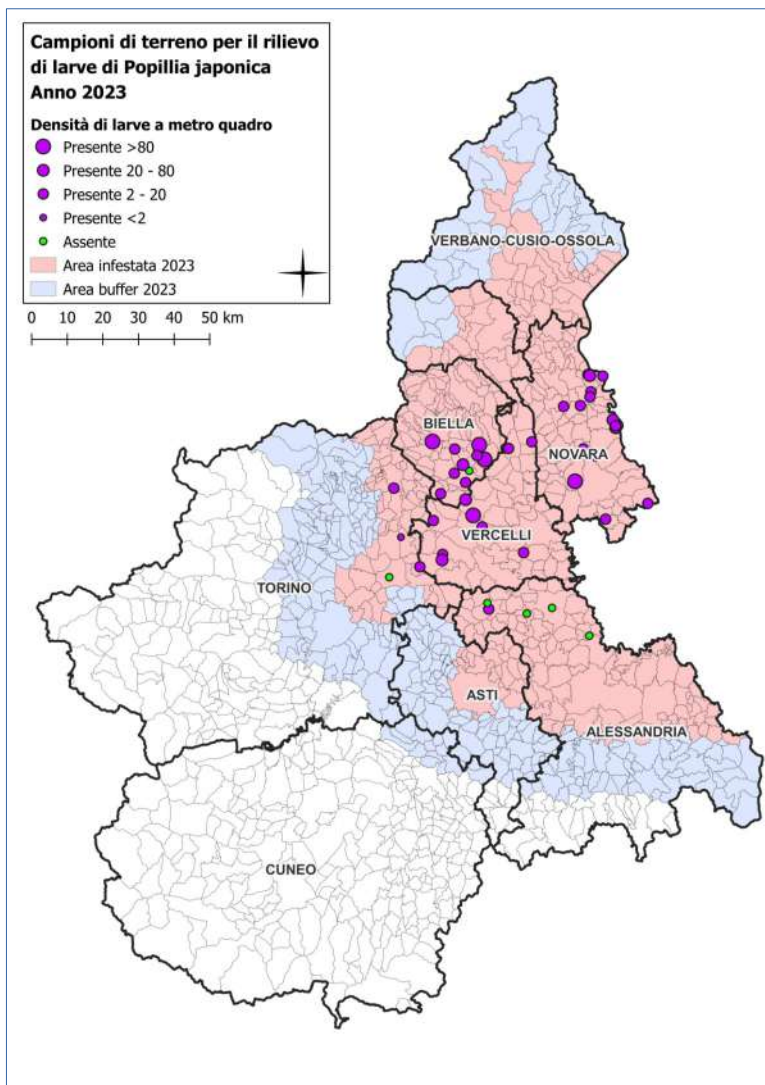 Campioni di terreno per il rilievo
di larve di Popillia japonica
Anno 2023
Densità di larve a metro quadro
Presente >80
Presente 20 - 80
Presente 2 - 20
Presente <2
Assente
Area infestata 2023
Area buffer 2023
0 10 20 30 40 50 km
VERBANO-CUSIO-OSSOLA
BIELLA
NOVARA
VERCELLI
TORINO
ASTI
ALESSANDRIA
CUNEO